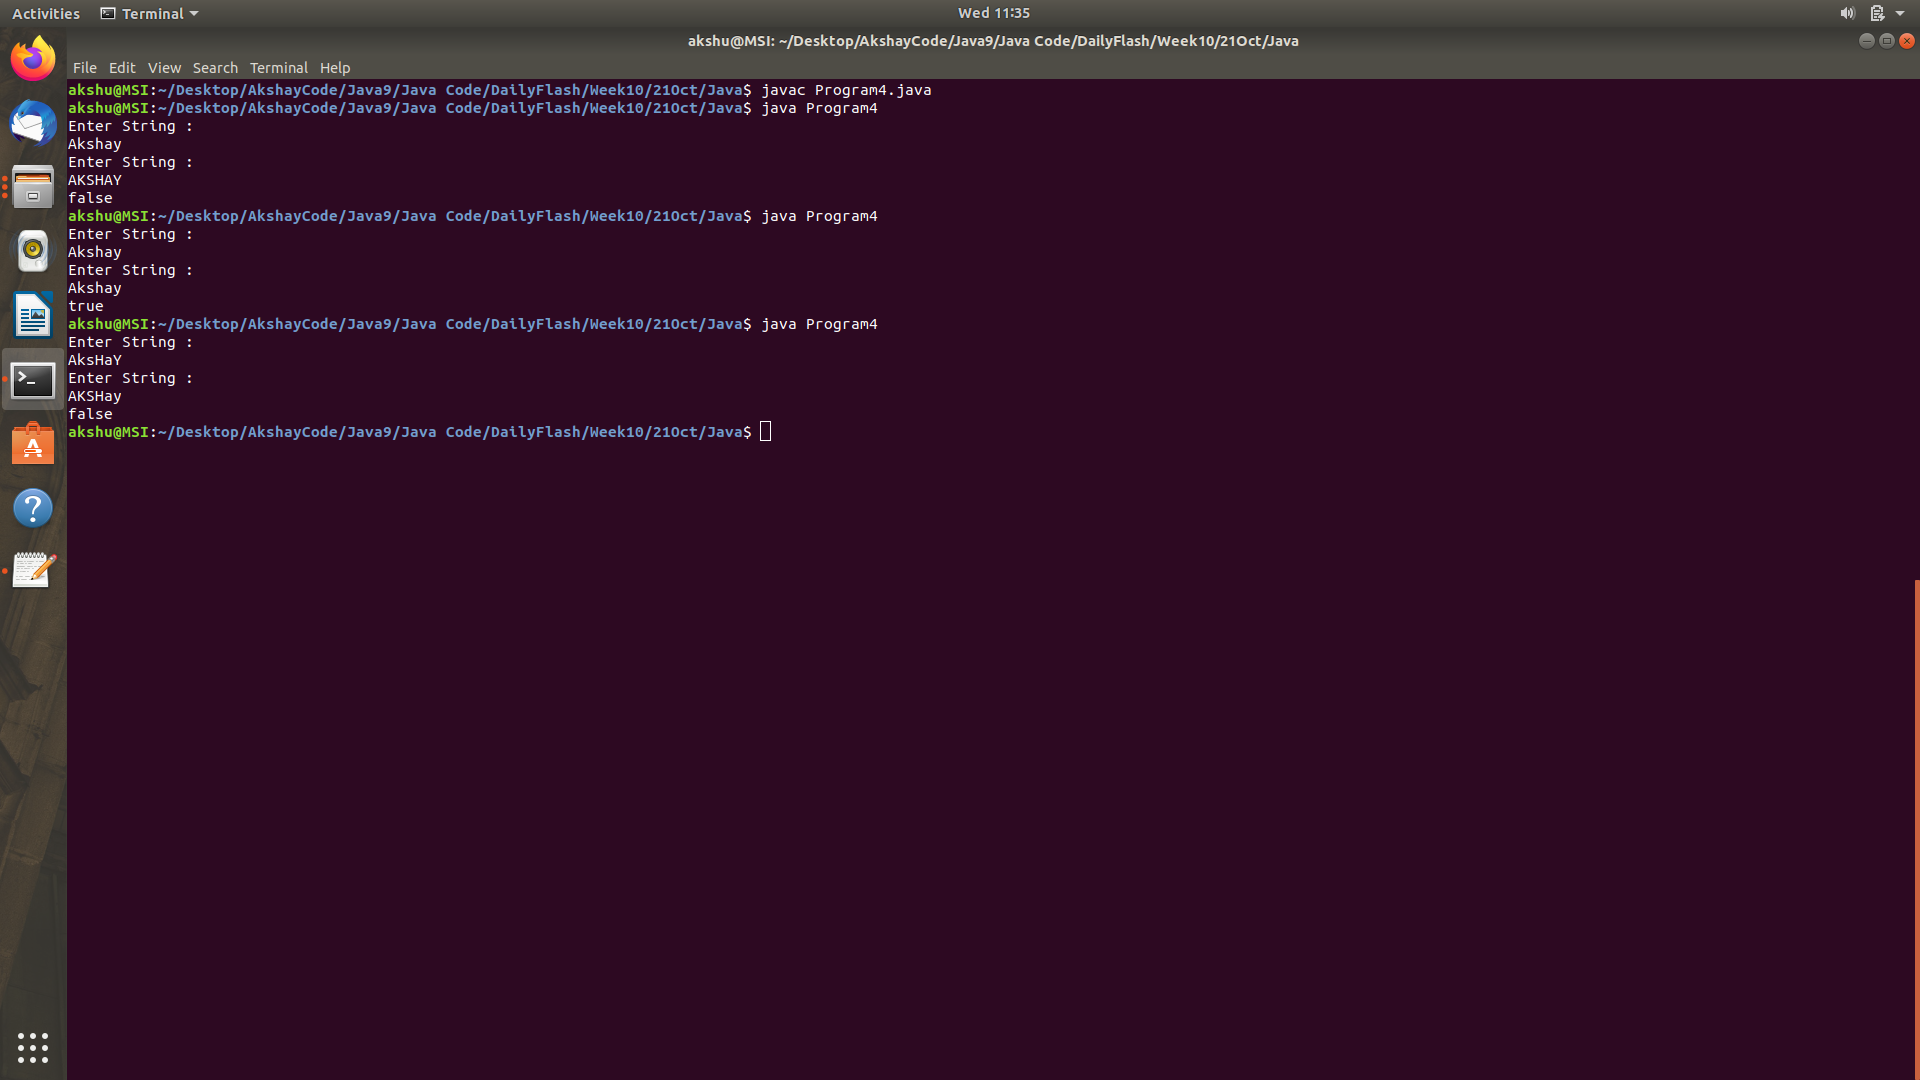 Activities Terminal Wed 11:35
akshu@MSI: ~/Desktop/AkshayCode/Java9/Java Code/DailyFlash/Week10/21Oct/Java
File Edit View Search Terminal Help
akshu@MSI:~/Desktop/AkshayCode/Java9/Java Code/DailyFlash/Week10/21Oct/Java$ javac Program4.java
akshu@MSI:~/Desktop/AkshayCode/Java9/Java Code/DailyFlash/Week10/21Oct/Java$ java Program4
Enter String :
Akshay
Enter String :
AKSHAY
false
akshu@MSI:~/Desktop/AkshayCode/Java9/Java Code/DailyFlash/Week10/21Oct/Java$ java Program4
Enter String :
Akshay
Enter String :
Akshay
true
akshu@MSI:~/Desktop/AkshayCode/Java9/Java Code/DailyFlash/Week10/21Oct/Java$ java Program4
Enter String :
AksHaY
Enter String :
AKSHay
false
akshu@MSI:~/Desktop/AkshayCode/Java9/Java Code/DailyFlash/Week10/21Oct/Java$